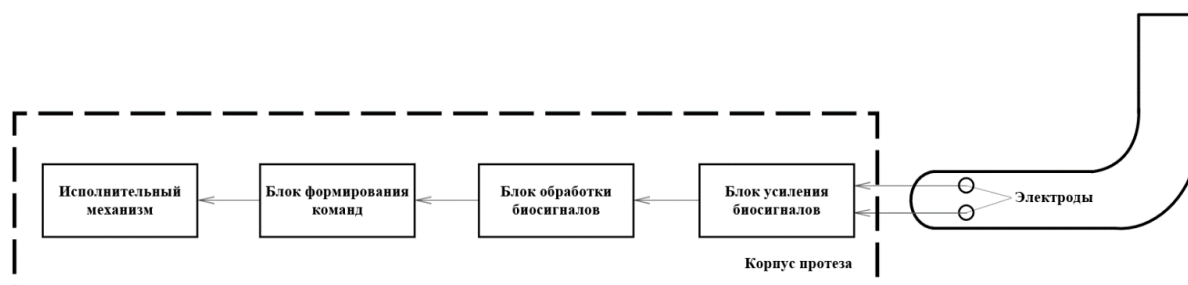 Исполнительный
механизм
Блок формирования
команд
Блок обработки
биосигналов
Блок усиления
биосигналов
Электроды
Корпус протеза